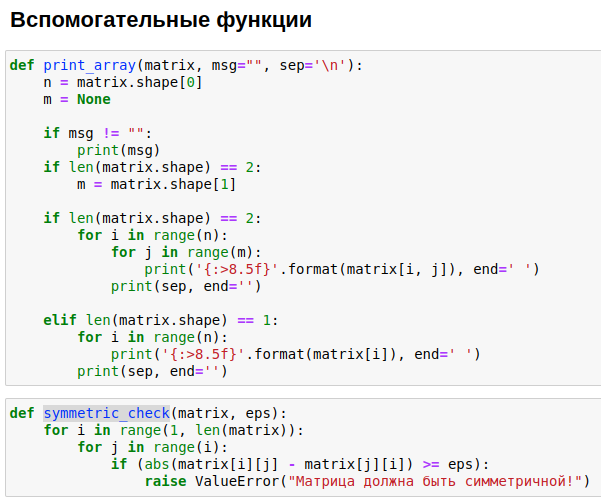 Вспомогательные функции
def print_array(matrix, msg="", sep='\n'):
    n = matrix.shape[0]
    m = None

    if msg != "":
        print(msg)
    if len(matrix.shape) == 2:
        m = matrix.shape[1]

    if len(matrix.shape) == 2:
        for i in range(n):
            for j in range(m):
                print('{:>8.5f}'.format(matrix[i, j]), end=' ')
            print(sep, end='')

    elif len(matrix.shape) == 1:
        for i in range(n):
            print('{:>8.5f}'.format(matrix[i]), end=' ')
        print(sep, end='')
def symmetric_check(matrix, eps):
    for i in range(1, len(matrix)):
        for j in range(i):
            if (abs(matrix[i][j] - matrix[j][i]) >= eps):
                raise ValueError("Матрица должна быть симметричной!")